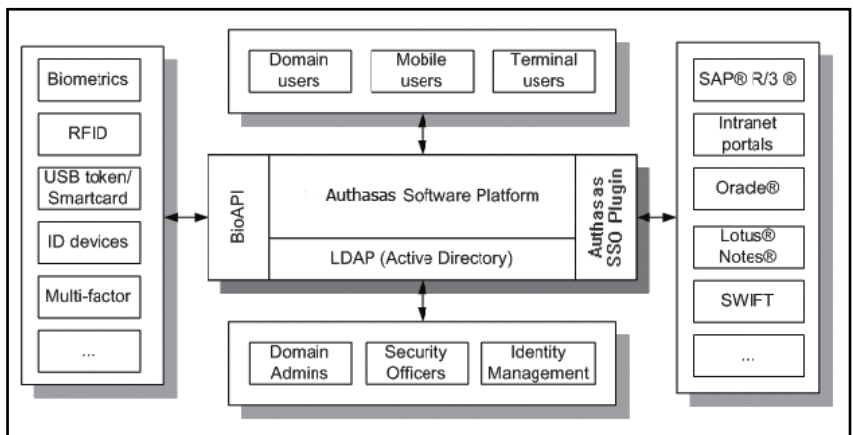 Biometrics
RFID
USB token/
Smartcard
ID devices
Multi-factor
...
Domain
users
Mobile
users
Terminal
users
BioAPI
Authasas Software Platform
LDAP (Active Directory)
Authasas
SSO Plugin
Domain
Admins
Security
Officers
Identity
Management
SAP® R/3 ®
Intranet
portals
Oracle®
Lotus®
Notes®
SWIFT
...